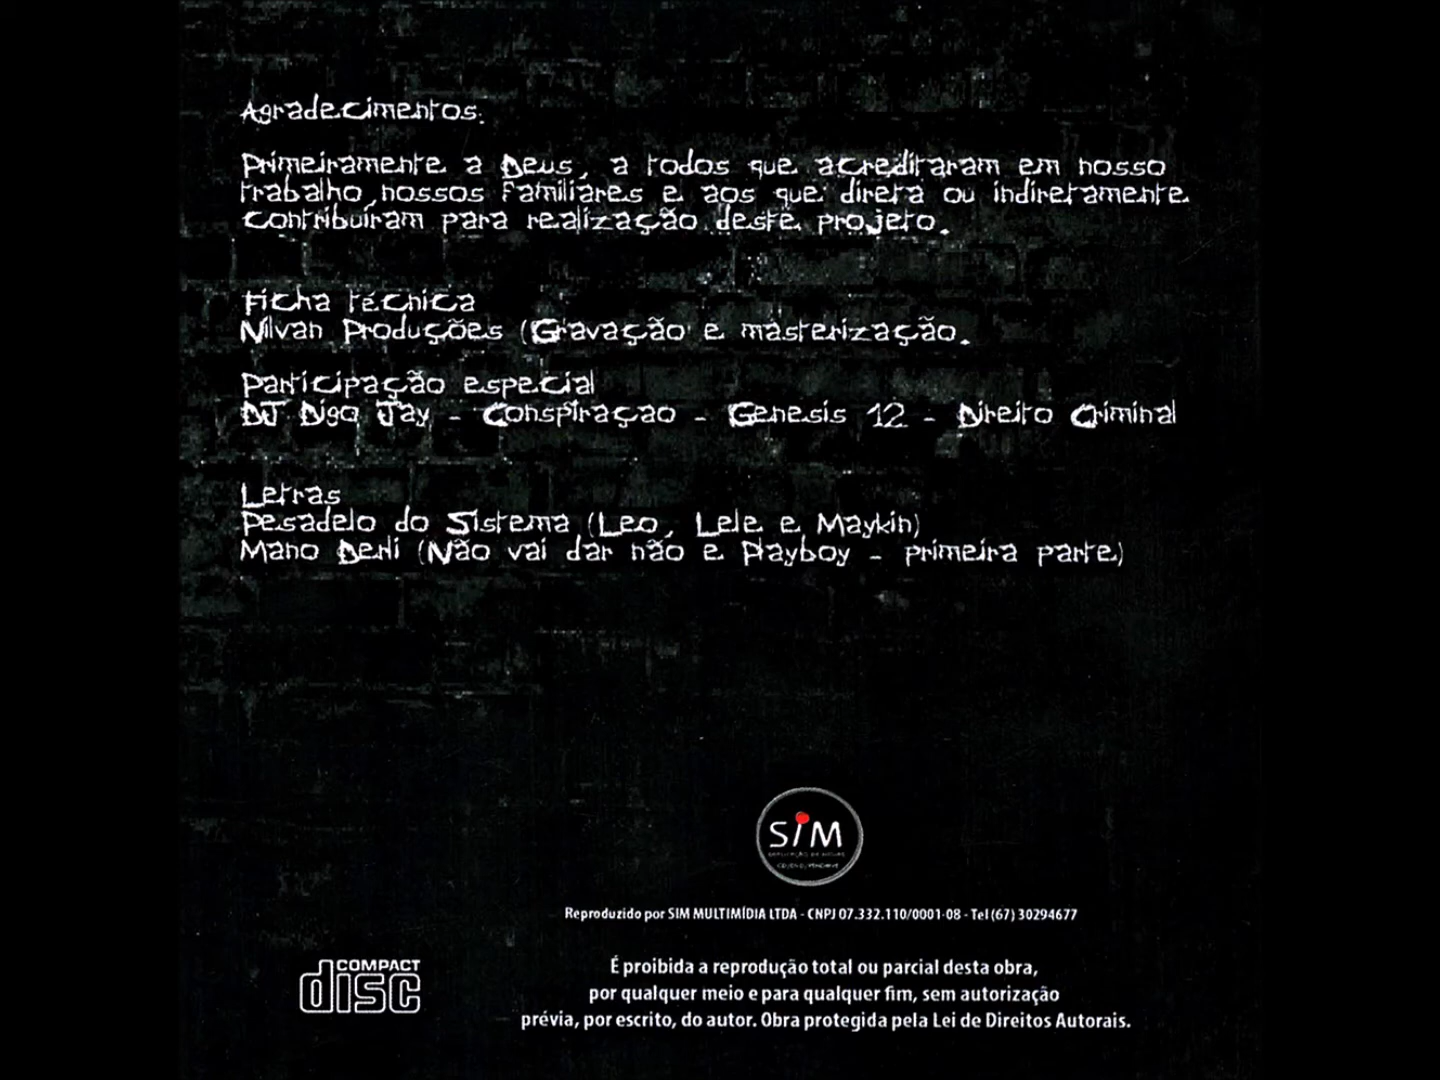 Agradecimentos:
Primeiramente a Deus, a todos que acreditaram em nosso
trabalho, nossos familiares e aos que direta ou indiretamente
contribuíram para realização deste projeto.
Ficha técnica
Nilvan Produções (Gravação e masterização.
Participação especial
DJ Digo Jay - Conspiraçao - Genesis 12 - Direito Criminal
Letras
Pesadelo do Sistema (Leo, Lele e Maykin)
Mano Derli (Não vai dar não e Playboy - primeira parte)
SiM
Reproduzido por SIM MULTIMÍDIA LTDA - CNPJ 07.332.110/0001-08 - Tel (67) 30294677
COMPACT
disc
É proibida a reprodução total ou parcial desta obra,
por qualquer meio e para qualquer fim, sem autorização
prévia, por escrito, do autor. Obra protegida pela Lei de Direitos Autorais.